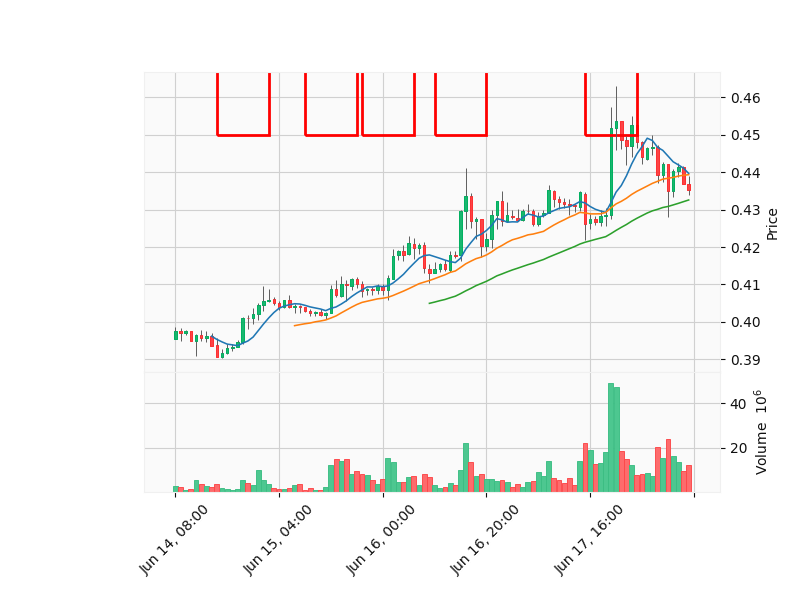 0.46
0.45
0.44
0.43
0.42
0.41
0.40
0.39
Price
40
20
Volume 10^6
Jun 14, 08:00
Jun 15, 04:00
Jun 16, 00:00
Jun 16, 20:00
Jun 17, 16:00